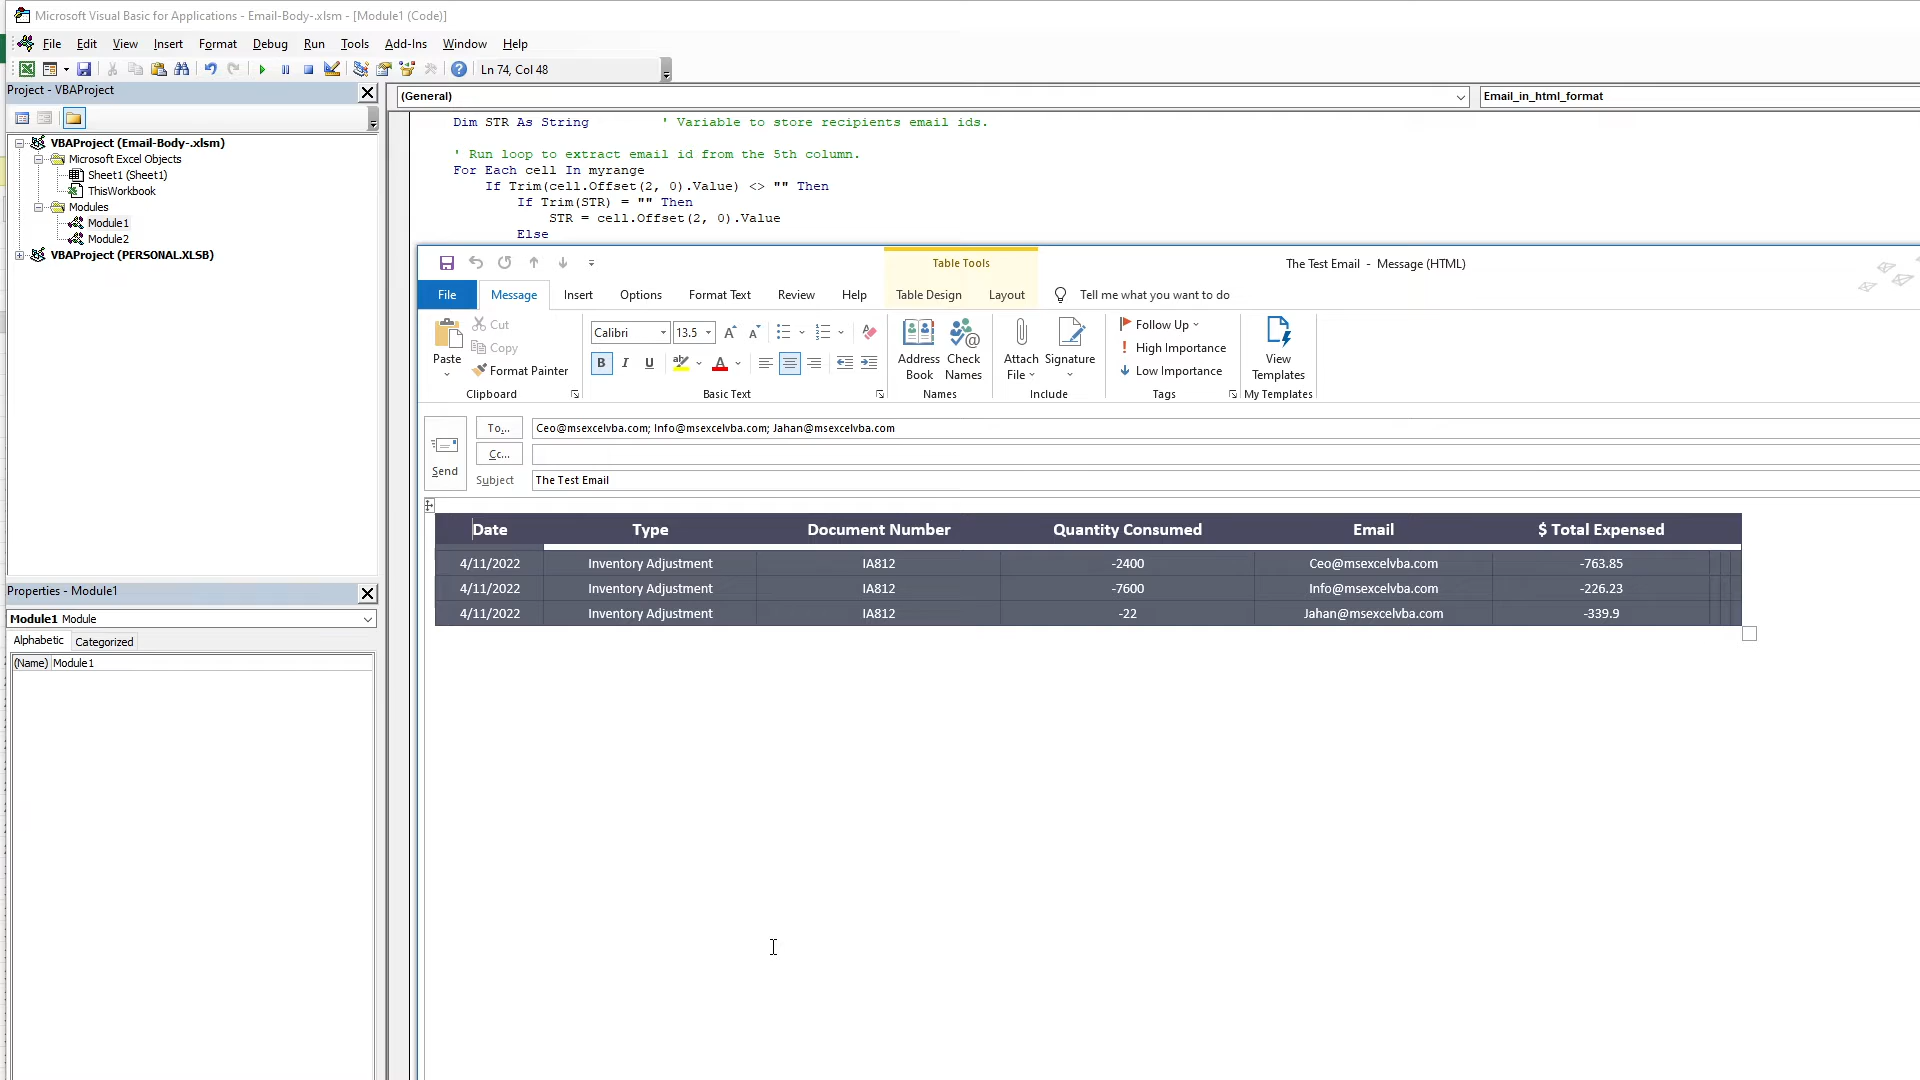 Microsoft Visual Basic for Applications - Email-Body-.xlsm - [Module1 (Code)]
File Edit View Insert Format Debug Run Tools Add-Ins Window Help
Ln 74, Col 48
Project - VBAProject
VBAProject (Email-Body-.xlsm)
Microsoft Excel Objects
Sheet1 (Sheet1)
ThisWorkbook
Modules
Module1
Module2
VBAProject (PERSONAL.XLSB)
Properties - Module1
Module1 Module
Alphabetic Categorized
(Name) Module1
(General) Email_in_html_format
Dim STR As String ' Variable to store recipients email ids.
' Run loop to extract email id from the 5th column.
For Each cell In myrange
If Trim(cell.Offset(2, 0).Value) <> "" Then
If Trim(STR) = "" Then
STR = cell.Offset(2, 0).Value
Else
Table Tools The Test Email - Message (HTML)
File Message Insert Options Format Text Review Help Table Design Layout Tell me what you want to do
Paste
Cut
Copy
Format Painter
Clipboard
Calibri 13.5
B I U
Basic Text
Address Book
Check Names
Names
Attach File
Signature
Include
Follow Up
High Importance
Low Importance
Tags
View Templates
My Templates
Send
To... Ceo@msexcelvba.com; Info@msexcelvba.com; Jahan@msexcelvba.com
Cc...
Subject The Test Email
Date Type Document Number Quantity Consumed Email $ Total Expensed
4/11/2022 Inventory Adjustment IA812 -2400 Ceo@msexcelvba.com -763.85
4/11/2022 Inventory Adjustment IA812 -7600 Info@msexcelvba.com -226.23
4/11/2022 Inventory Adjustment IA812 -22 Jahan@msexcelvba.com -339.9